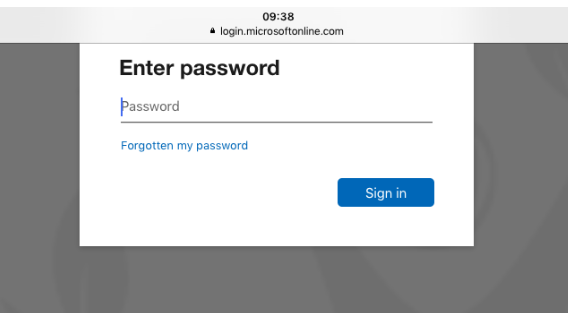 09:38
login.microsoftonline.com
Enter password
Password
Forgotten my password
Sign in